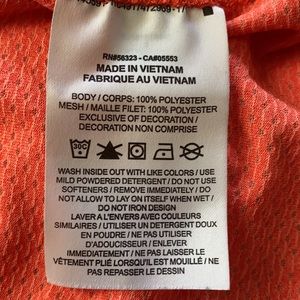 RN#56323 - CA#05553
MADE IN VIETNAM
FABRIQUE AU VIETNAM
BODY / CORPS: 100% POLYESTER
MESH / MAILLE FILET: 100% POLYESTER
EXCLUSIVE OF DECORATION /
DECORATION NON COMPRISE
30C
WASH INSIDE OUT WITH LIKE COLORS / USE
MILD POWDERED DETERGENT / DO NOT USE
SOFTENERS / REMOVE IMMEDIATELY / DO
NOT ALLOW TO LAY ON ITSELF WHEN WET /
DO NOT IRON DESIGN
LAVER A L'ENVERS AVEC COULEURS
SIMILAIRES / UTILISER UN DETERGENT DOUX
EN POUDRE / NE PAS UTILISER
D'ADOUCISSEUR / ENLEVER
IMMEDIATEMENT / NE PAS LAISSER LE
VÊTEMENT PLIÉ LORSQU'IL EST MOUILLÉ / NE
PAS REPASSER LE DESSIN